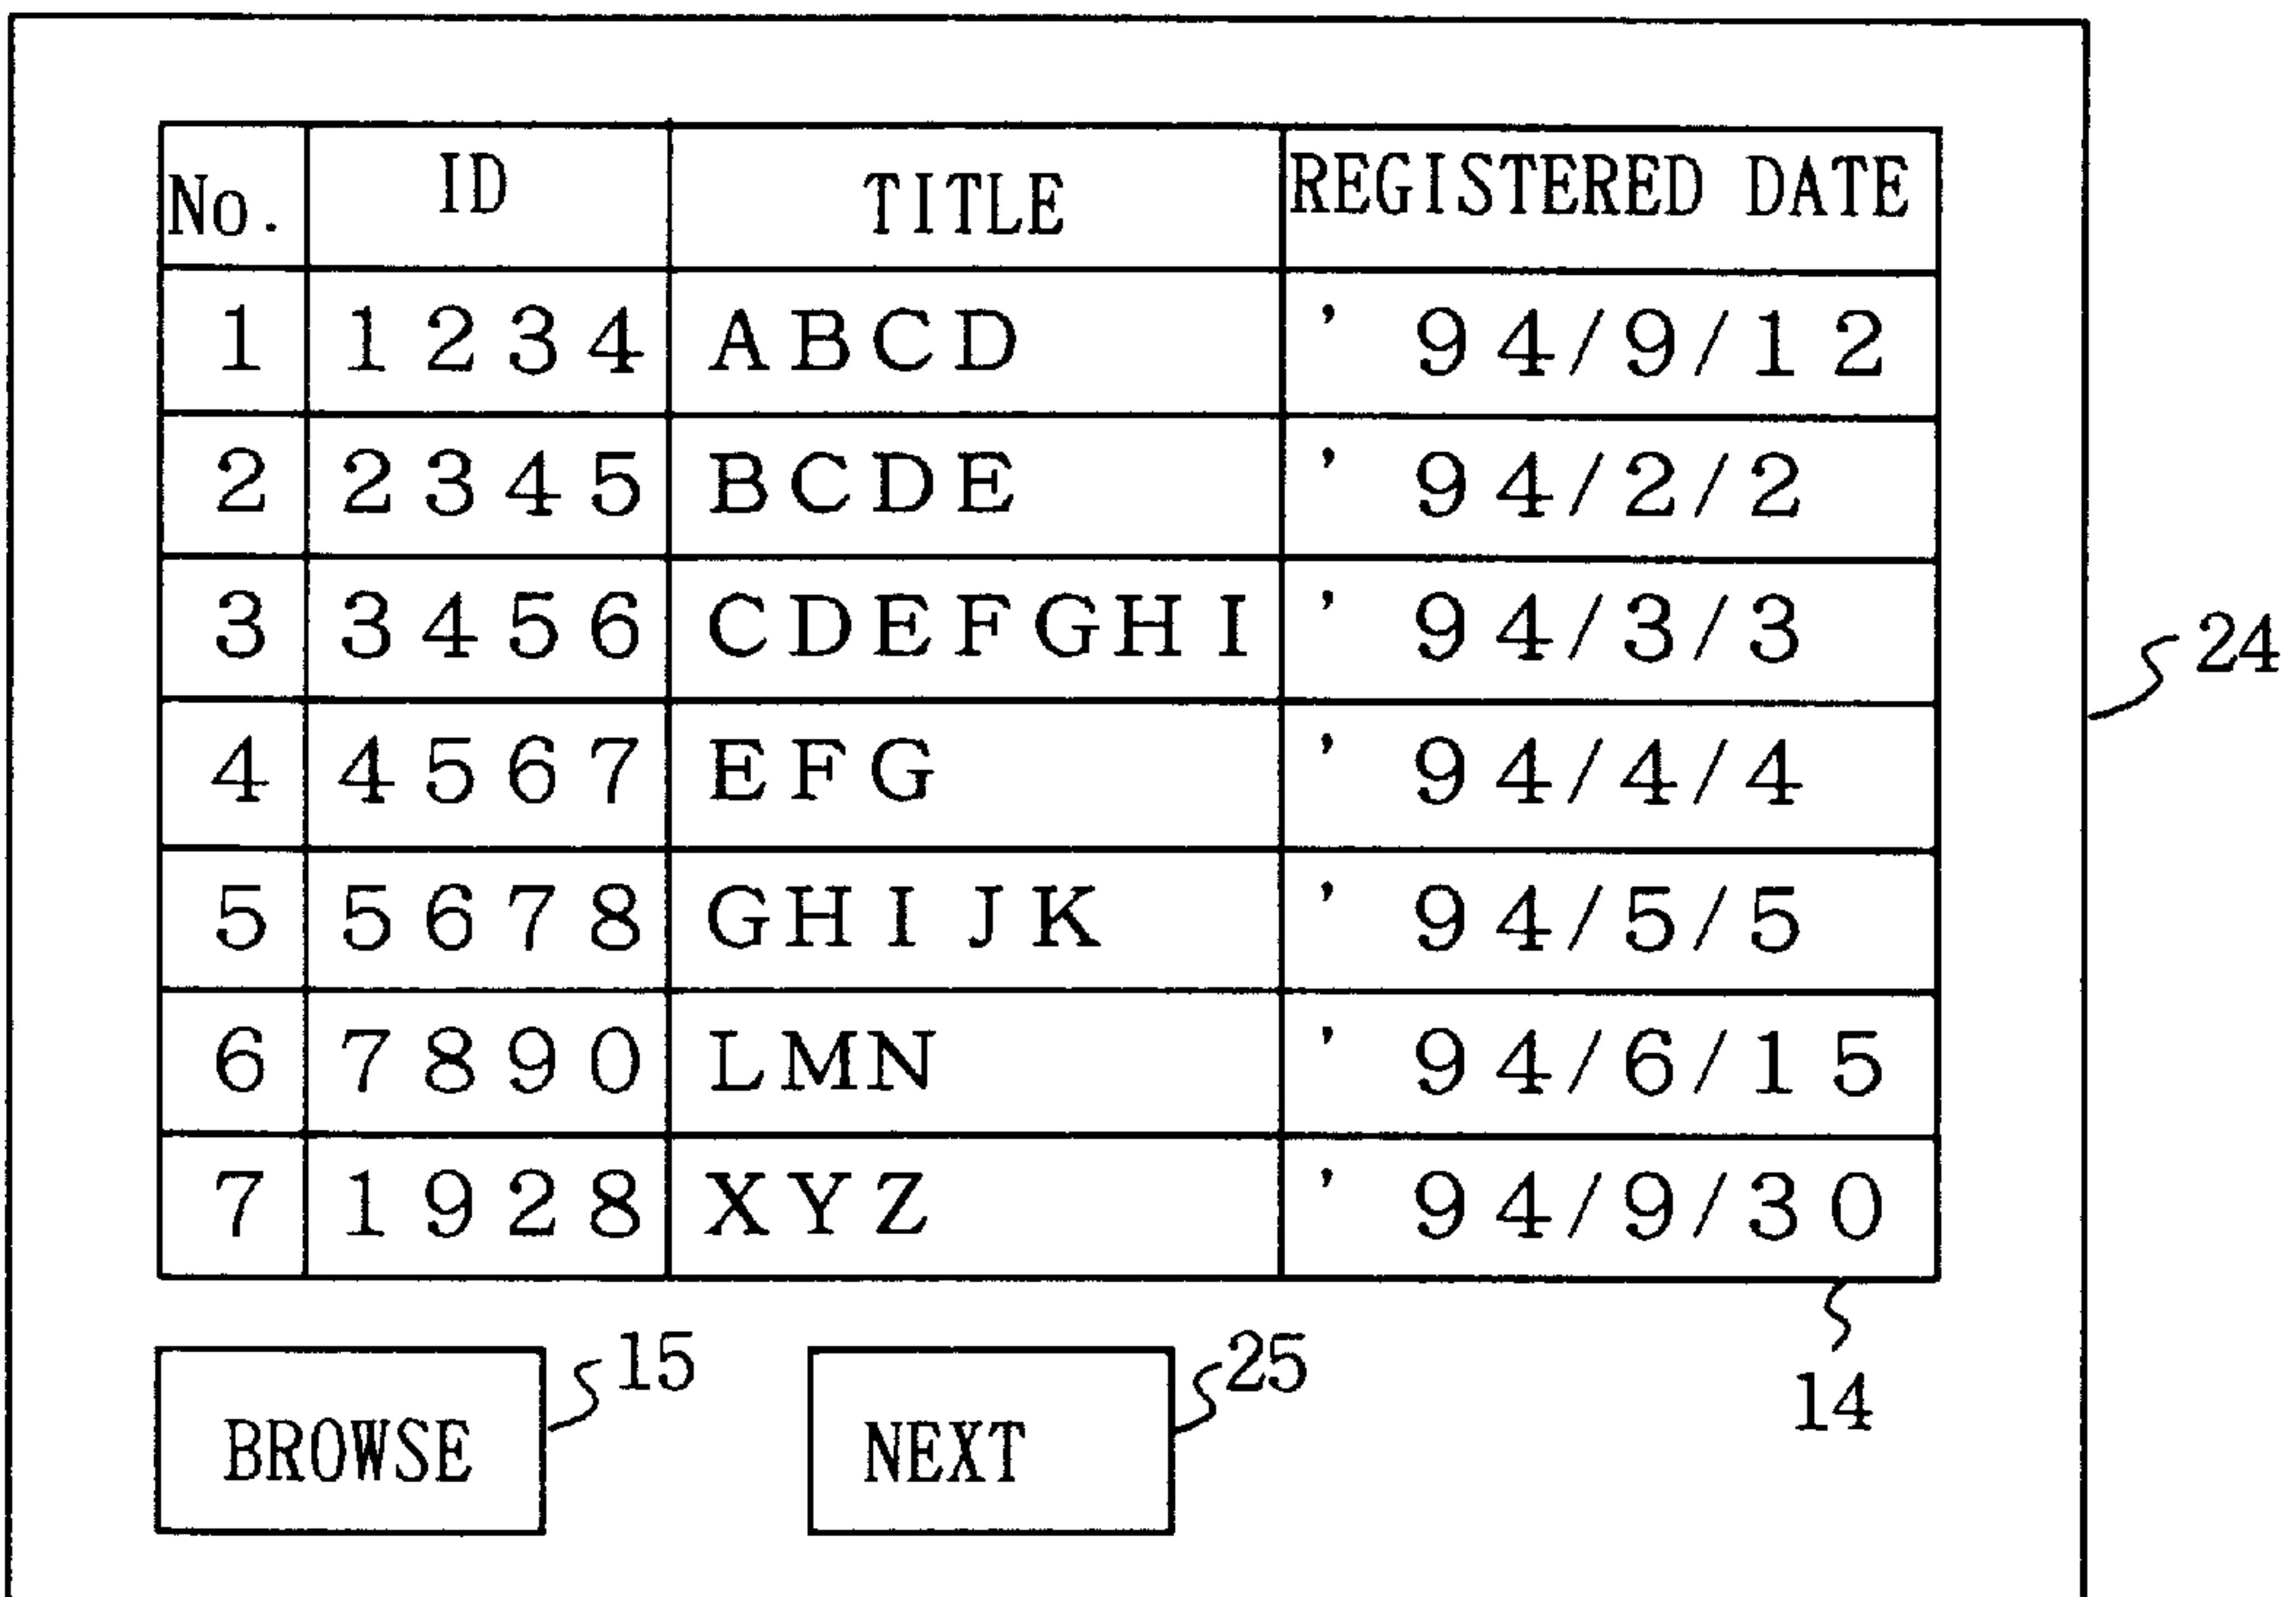 No. ID TITLE REGISTERED DATE
1 1234 ABCD '94/9/12
2 2345 BCDE '94/2/2
3 3456 CDEFGHI '94/3/3
24
4 4567 EFG '94/4/4
5 5678 GHIJK '94/5/5
6 7890 LMN '94/6/15
7 1928 XYZ '94/9/30
15 25
14
BROWSE NEXT